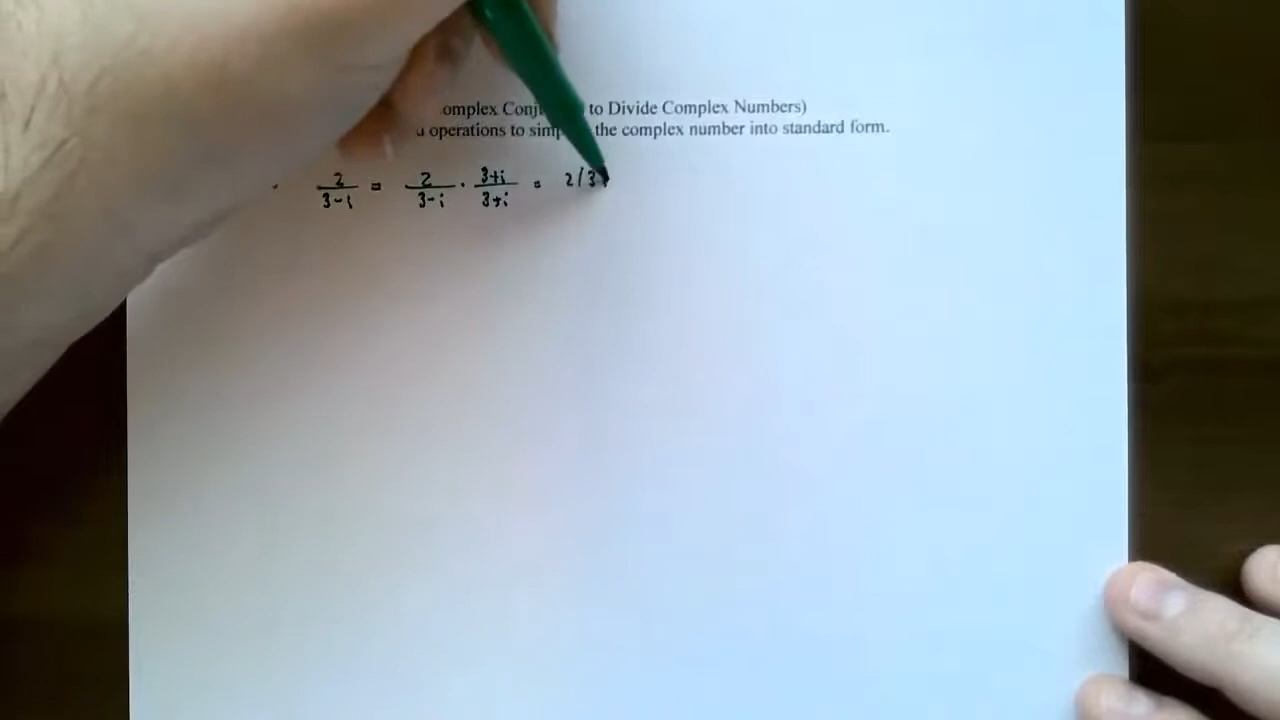 omplex Conj to Divide Complex Numbers)
operations to the complex number into standard form.
2/3-i = 2/3-i · 3+i/3+i = 2(3